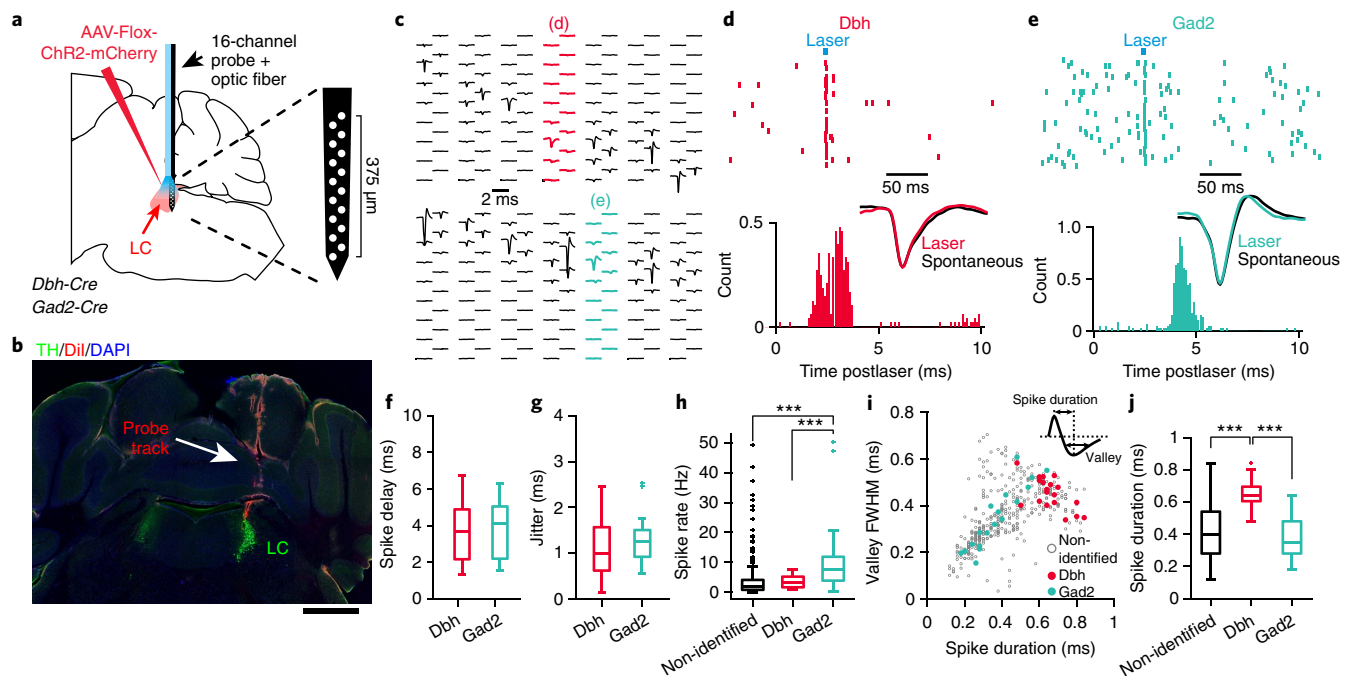 a
AAV-Flox-
ChR2-mCherry
16-channel
probe +
optic fiber
375 µm
LC
Dbh-Cre
Gad2-Cre
b
TH/DiI/DAPI
Probe
track
LC
c
(d)
2 ms
(e)
d
Dbh
Laser
50 ms
0.5
Laser
Spontaneous
Count
0
0
5
10
Time postlaser (ms)
e
Gad2
Laser
50 ms
1.0
Laser
Spontaneous
Count
0
0
5
10
Time postlaser (ms)
f
10
8
6
4
2
0
Spike delay (ms)
Dbh
Gad2
g
4
3
2
1
0
Jitter (ms)
Dbh
Gad2
h
***
***
50
40
30
20
10
0
Spike rate (Hz)
Non-identified
Dbh
Gad2
i
Spike duration
Valley
0.8
0.6
0.4
0.2
0
Valley FWHM (ms)
Non-
identified
Dbh
Gad2
0 0.2 0.4 0.6 0.8 1.0
Spike duration (ms)
j
*** ***
1.0
0.8
0.6
0.4
0.2
0
Spike duration (ms)
Non-identified
Dbh
Gad2